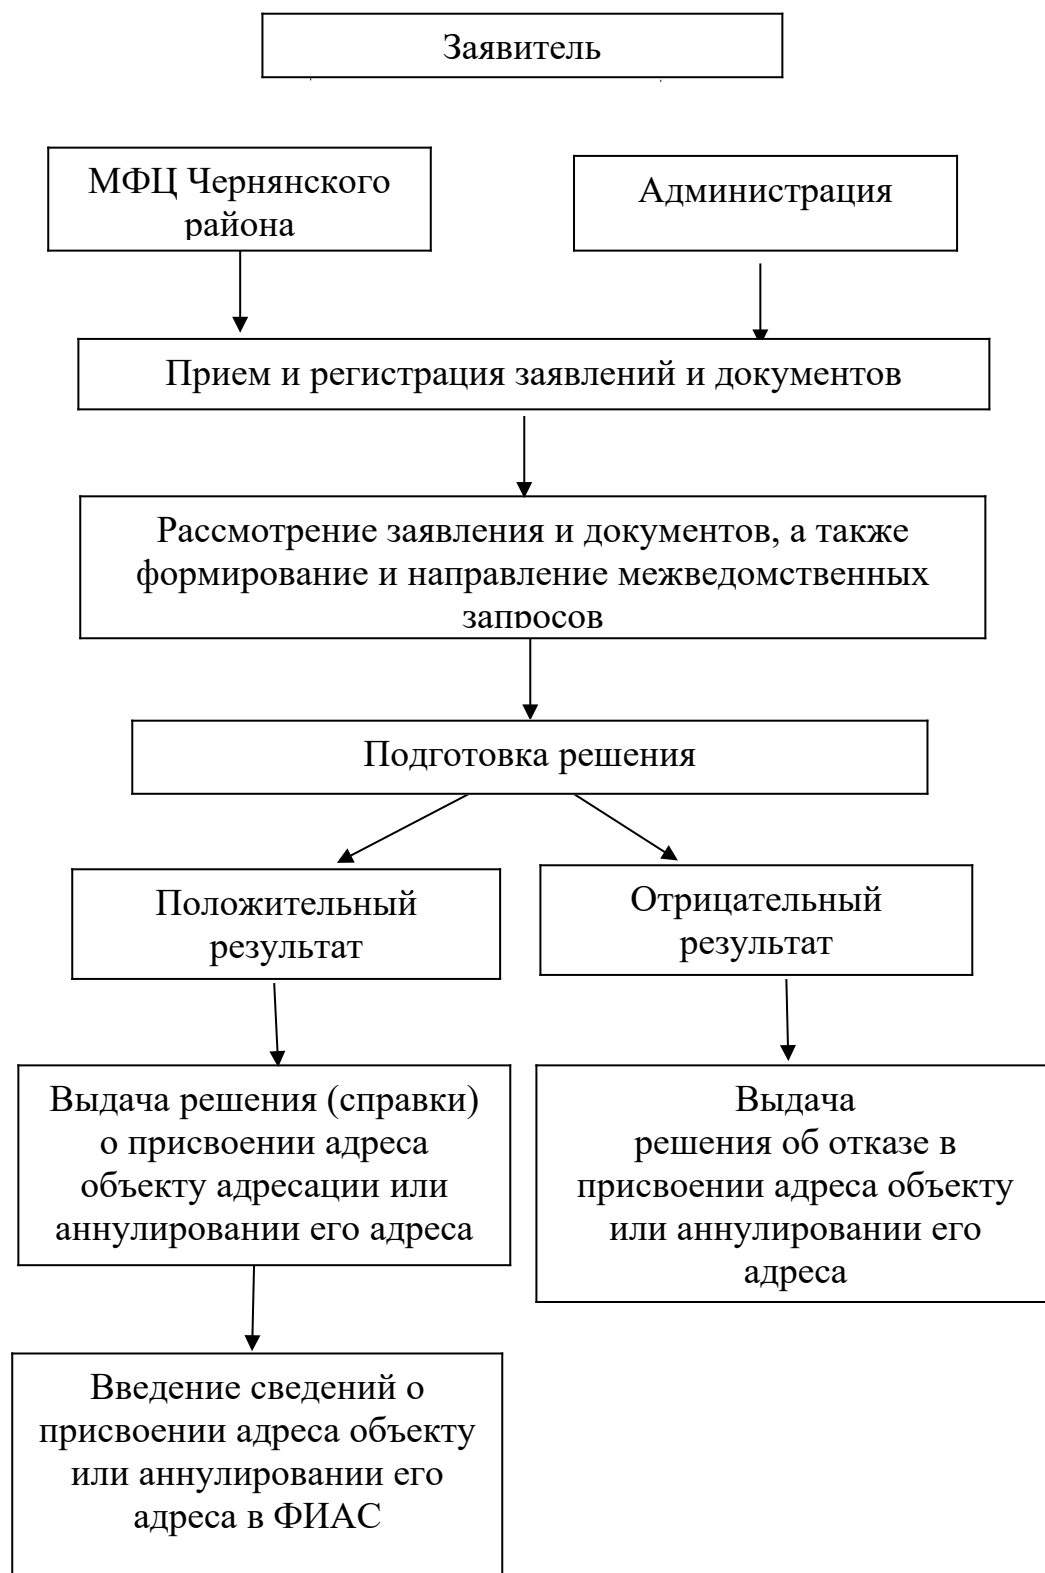 Заявитель
МФЦ Чернянского
района
Администрация
Прием и регистрация заявлений и документов
Рассмотрение заявления и документов, а также
формирование и направление межведомственных
запросов
Подготовка решения
Положительный
результат
Отрицательный
результат
Выдача решения (справки)
о присвоении адреса
объекту адресации или
аннулировании его адреса
Выдача
решения об отказе в
присвоении адреса объекту
или аннулировании его
адреса
Введение сведений о
присвоении адреса объекту
или аннулировании его
адреса в ФИАС